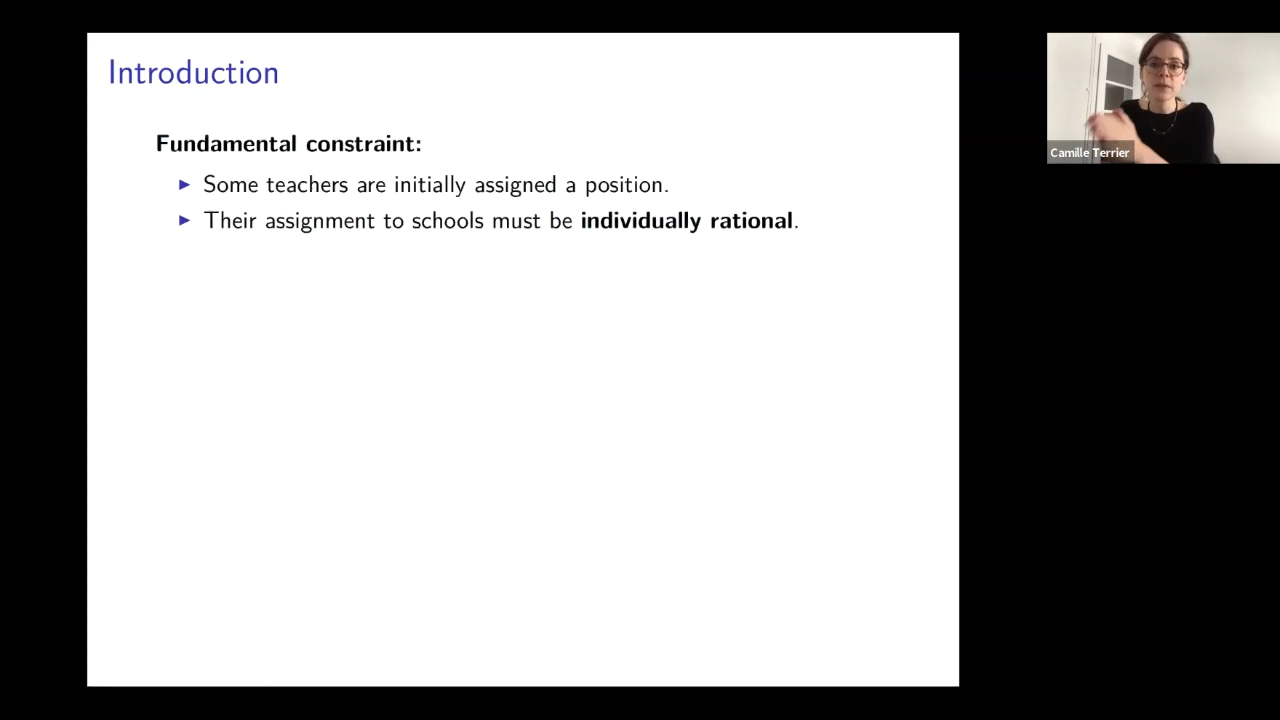 Introduction
Fundamental constraint:
▶ Some teachers are initially assigned a position.
▶ Their assignment to schools must be individually rational.
Camille Terrier